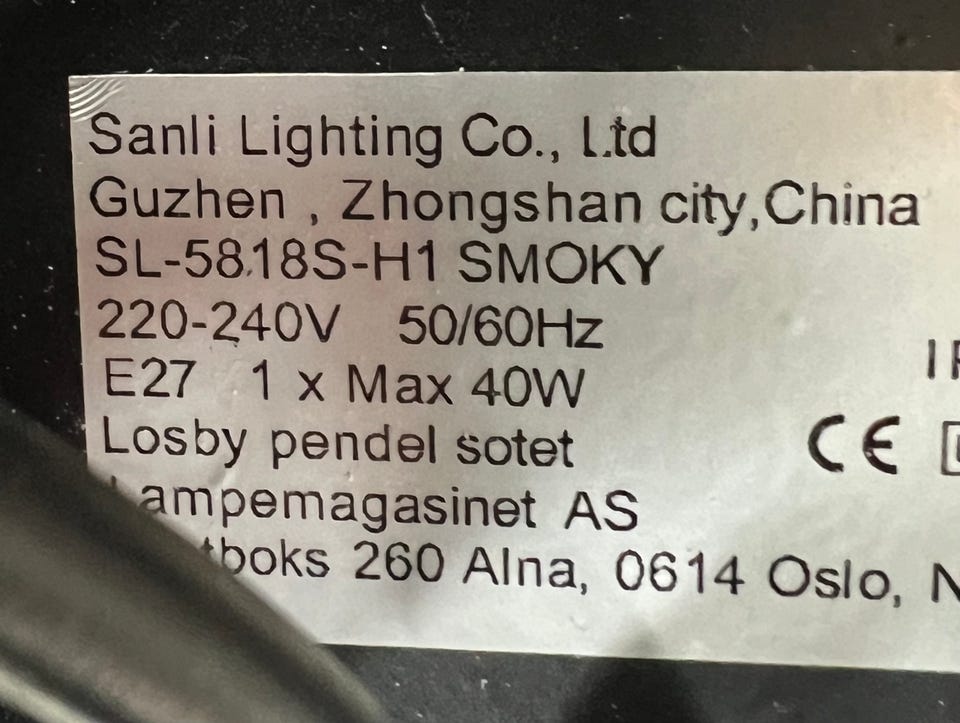 Sanli Lighting Co., Ltd
Guzhen , Zhongshan city,China
SL-5818S-H1 SMOKY
220-240V 50/60Hz
E27 1 x Max 40W
Losby pendel sotet
CE
AS
260 Alna, 0614 Oslo,